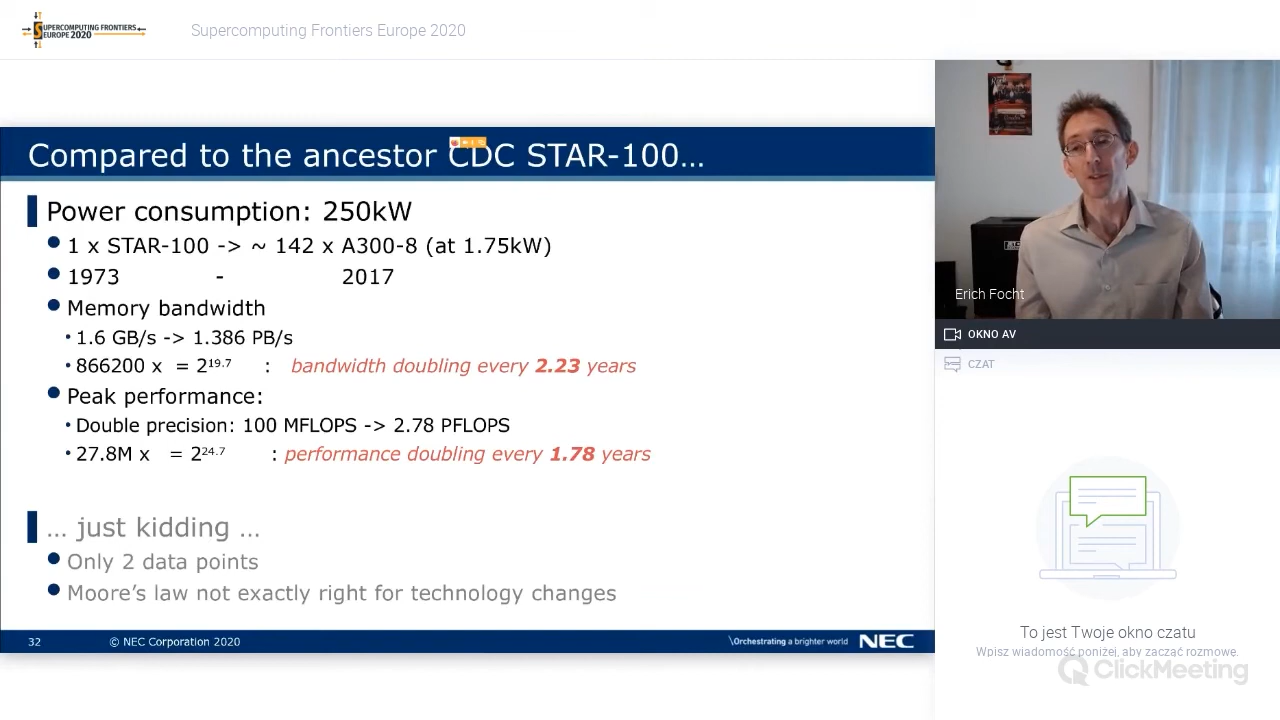 SUPERCOMPUTING FRONTIERS
EUROPE 2020
Supercomputing Frontiers Europe 2020
Compared to the ancestor CDC STAR-100…
Power consumption: 250kW
1 x STAR-100 -> ~ 142 x A300-8 (at 1.75kW)
1973 - 2017
Memory bandwidth
1.6 GB/s -> 1.386 PB/s
866200 x = 2^19.7 : bandwidth doubling every 2.23 years
Peak performance:
Double precision: 100 MFLOPS -> 2.78 PFLOPS
27.8M x = 2^24.7 : performance doubling every 1.78 years
… just kidding …
Only 2 data points
Moore’s law not exactly right for technology changes
32 © NEC Corporation 2020 \Orchestrating a brighter world NEC
Erich Focht
OKNO AV
CZAT
To jest Twoje okno czatu
Wpisz wiadomość poniżej, aby zacząć rozmowę.
ClickMeeting